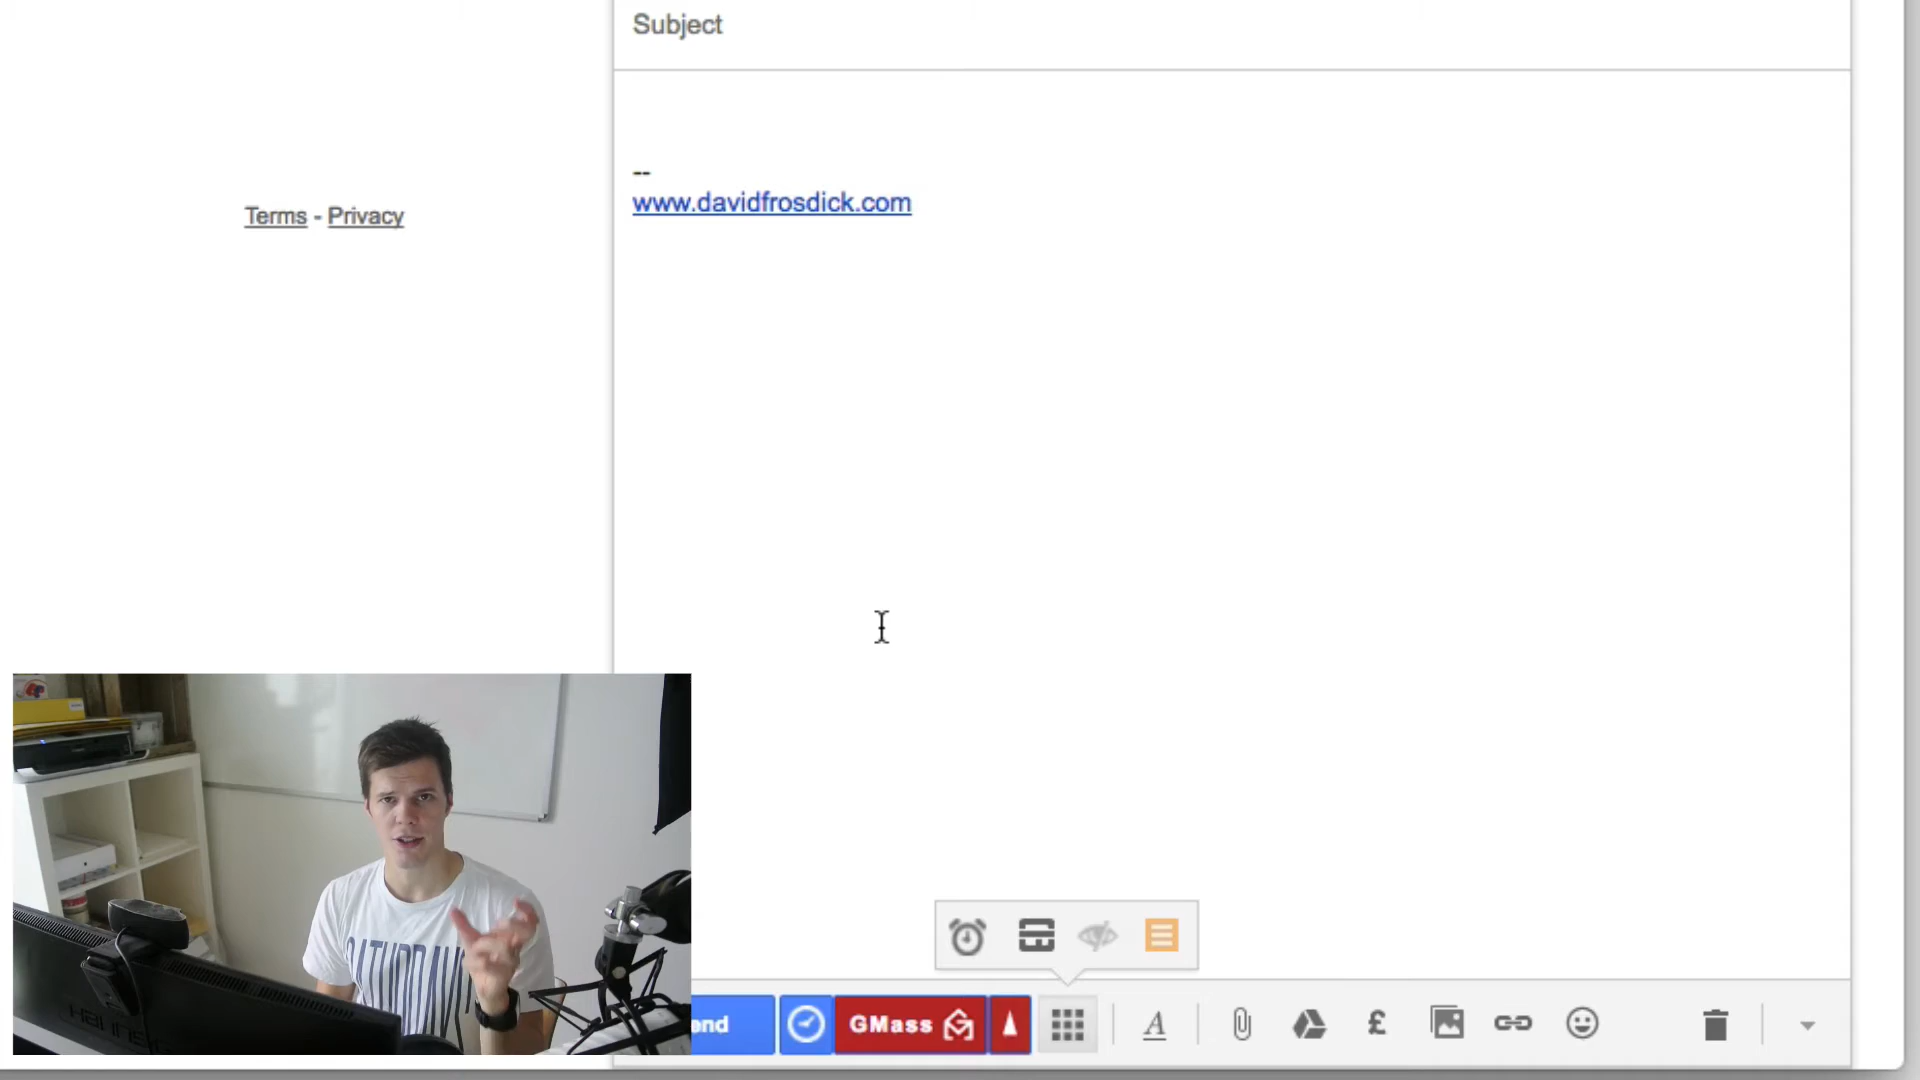 Subject
--
www.davidfrosdick.com
Terms - Privacy
end
GMass
A
£